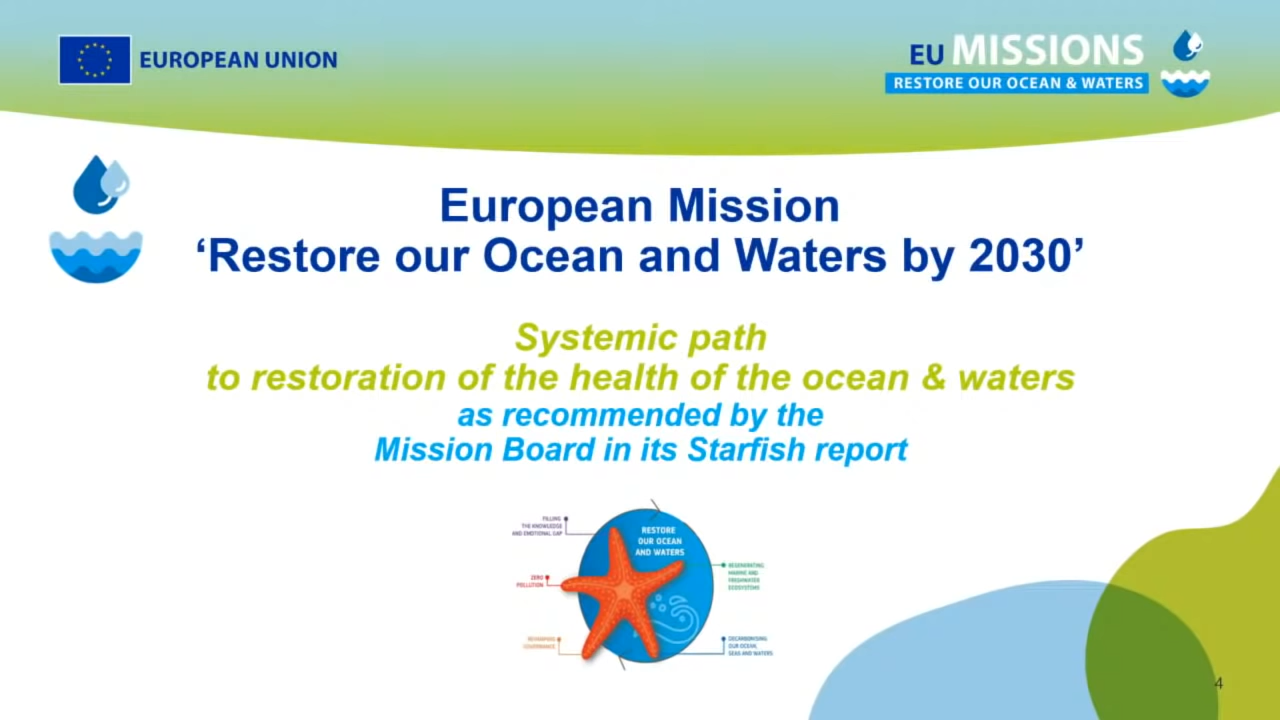 EUROPEAN UNION
EU MISSIONS
RESTORE OUR OCEAN & WATERS
European Mission
‘Restore our Ocean and Waters by 2030’
Systemic path
to restoration of the health of the ocean & waters
as recommended by the
Mission Board in its Starfish report
FILLING
THE KNOWLEDGE
AND EMOTIONAL GAP
RESTORE
OUR OCEAN
AND WATERS
ZERO
POLLUTION
REGENERATING
MARINE AND
FRESHWATER
ECOSYSTEMS
GOVERNANCE
DECARBONISING
OUR OCEAN,
SEAS AND WATERS
4